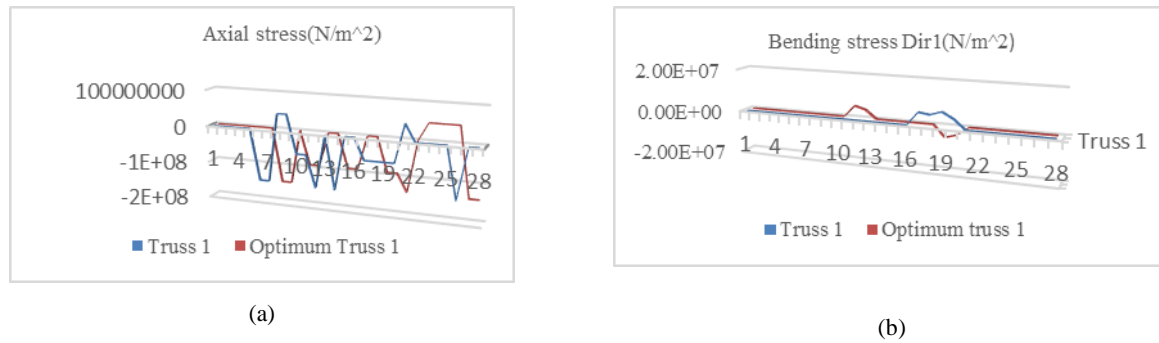 Axial stress(N/m^2)
100000000
0
-1E+08
-2E+08
1 4 7 10 13 16 19 22 25 28
Truss 1 Optimum Truss 1
(a)
Bending stress Dir1(N/m^2)
2.00E+07
0.00E+00
-2.00E+07
1 4 7 10 13 16 19 22 25 28
Truss 1
Truss 1 Optimum truss 1
(b)